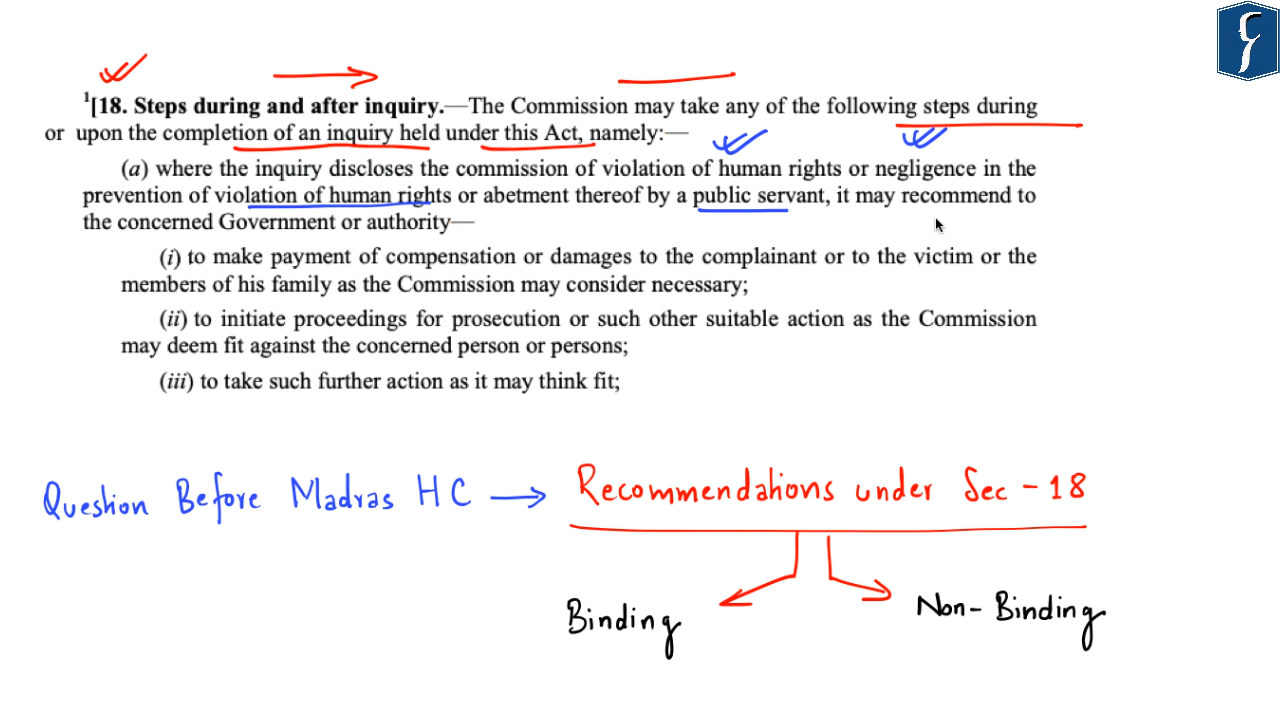 ¹[18. Steps during and after inquiry.—The Commission may take any of the following steps during
or upon the completion of an inquiry held under this Act, namely:—
(a) where the inquiry discloses the commission of violation of human rights or negligence in the
prevention of violation of human rights or abetment thereof by a public servant, it may recommend to
the concerned Government or authority—
(i) to make payment of compensation or damages to the complainant or to the victim or the
members of his family as the Commission may consider necessary;
(ii) to initiate proceedings for prosecution or such other suitable action as the Commission
may deem fit against the concerned person or persons;
(iii) to take such further action as it may think fit;
Question Before Madras HC → Recommendations under Sec - 18
Binding
Non-Binding